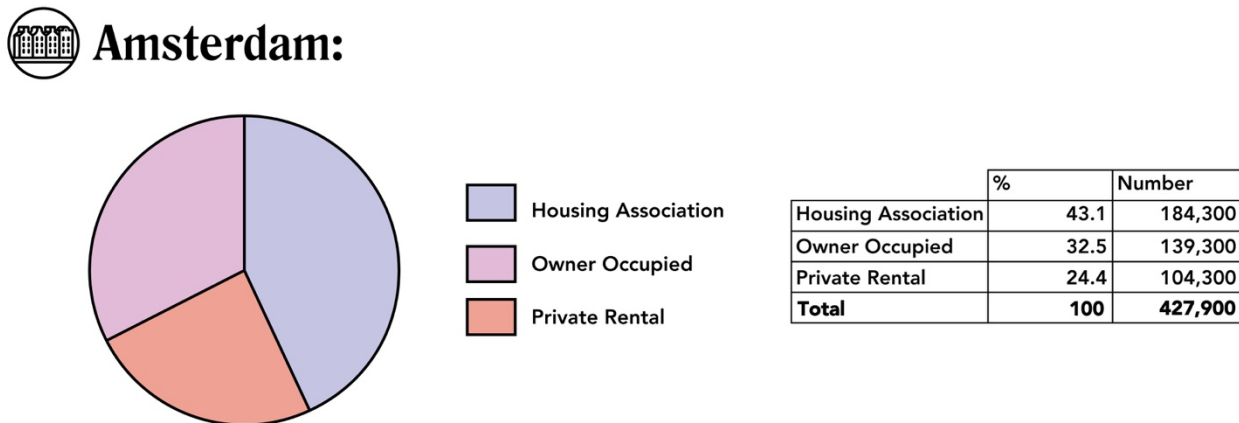 Amsterdam:
Housing Association
Owner Occupied
Private Rental
% Number
Housing Association 43.1 184,300
Owner Occupied 32.5 139,300
Private Rental 24.4 104,300
Total 100 427,900